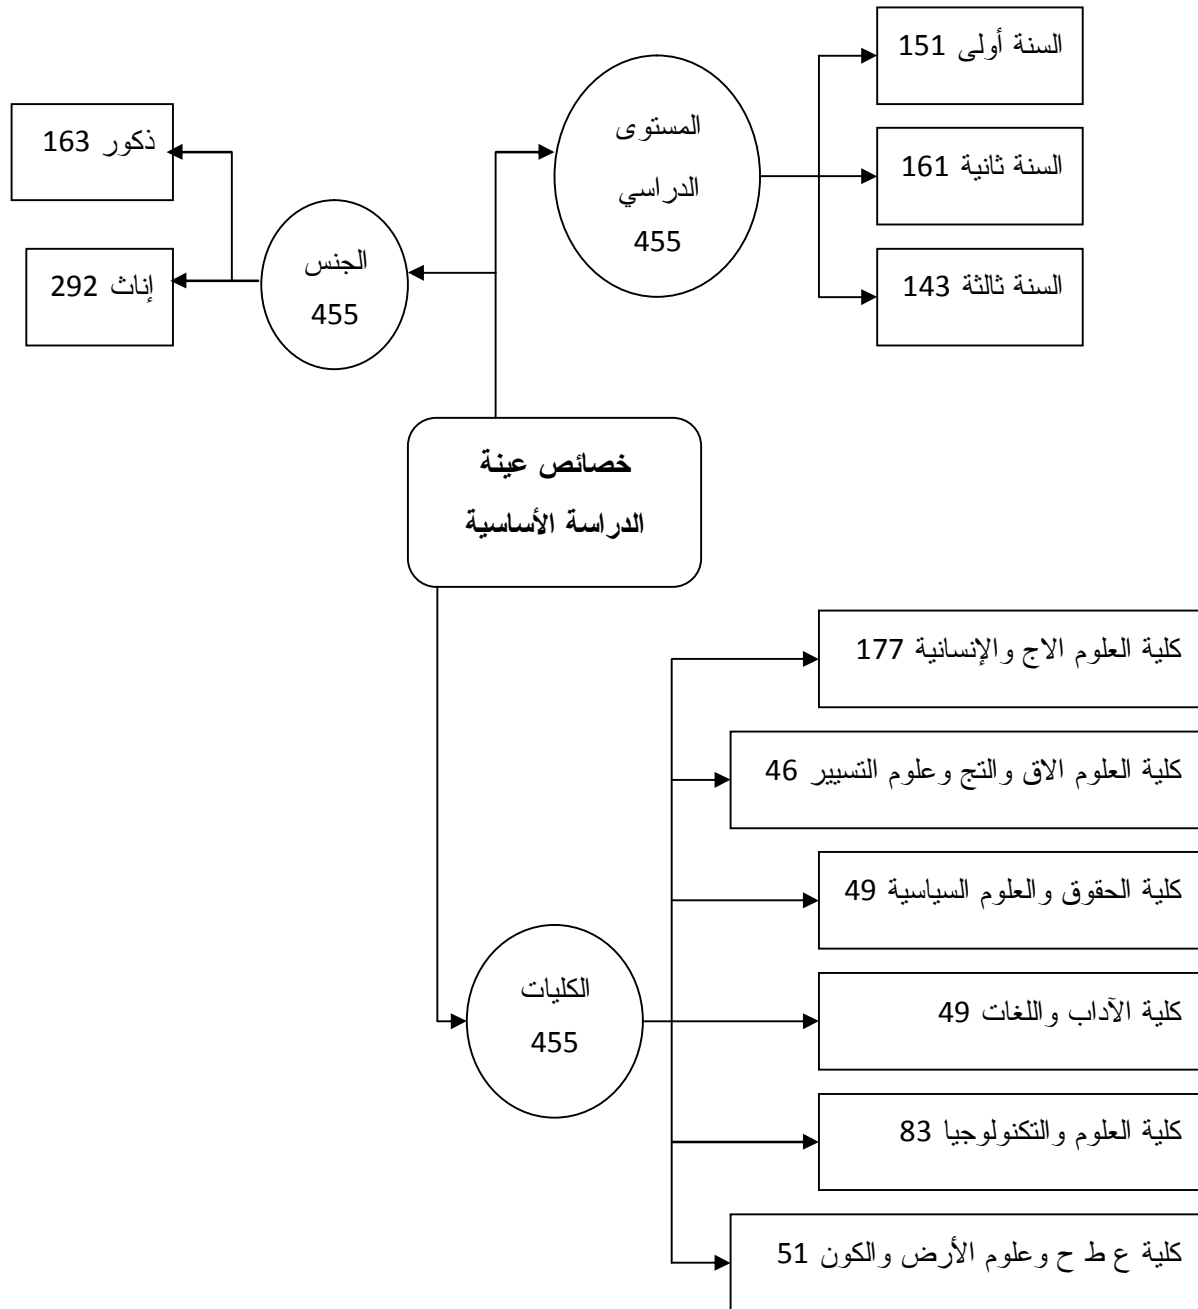 السنة أولى 151
المستوى
الدراسي
455
السنة ثانية 161
السنة ثالثة 143
ذكور 163
الجنس
455
إناث 292
خصائص عينة
الدراسة الأساسية
كلية العلوم الاج والإنسانية 177
كلية العلوم الاق والتج وعلوم التسيير 46
كلية الحقوق والعلوم السياسية 49
الكليات
455
كلية الآداب واللغات 49
كلية العلوم والتكنولوجيا 83
كلية ع ط ح وعلوم الأرض والكون 51